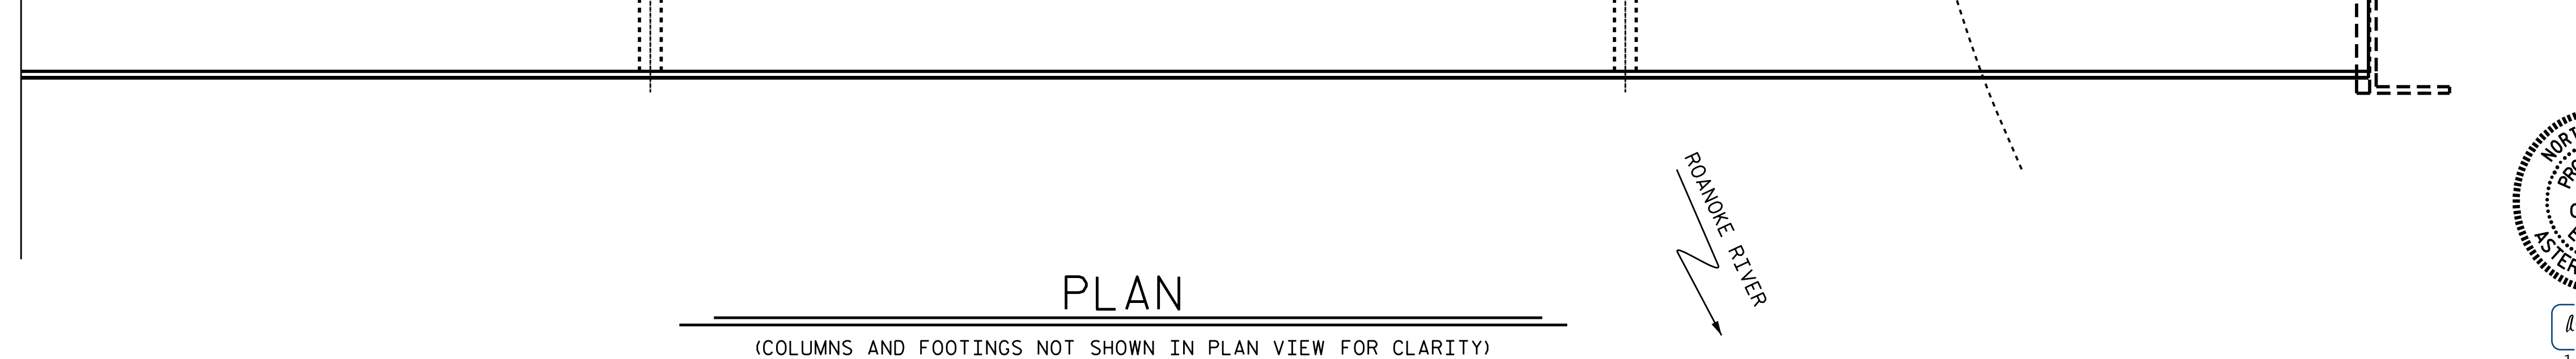 ROANOKE RIVER
PLAN
(COLUMNS AND FOOTINGS NOT SHOWN IN PLAN VIEW FOR CLARITY)